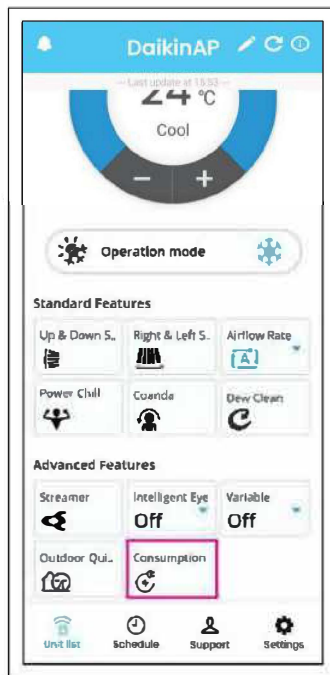 DaikinAP
— Last update at 15:53 —
24 °C
Cool
− +
Operation mode
Standard Features
Up & Down S.. Right & Left S.. Airflow Rate
A
Power Chill Coanda Dew Clean
Advanced Features
Streamer Intelligent Eye Variable
Off Off
Outdoor Qui.. Consumption
Unit list Schedule Support Settings